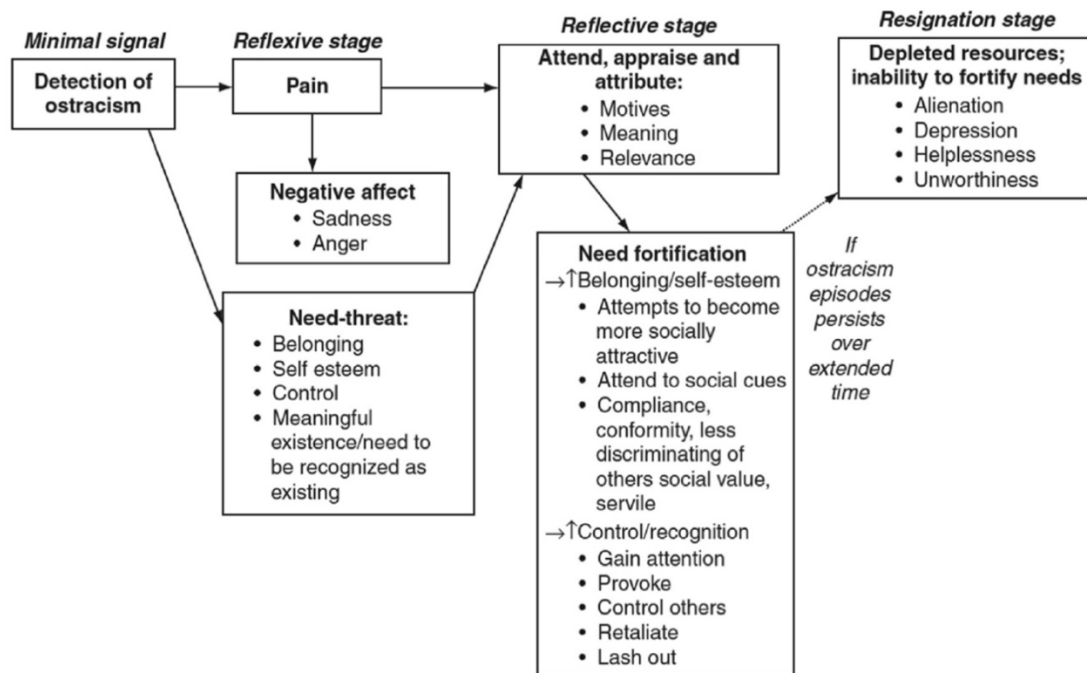 Minimal signal
Detection of
ostracism
Reflexive stage
Pain
Negative affect
• Sadness
• Anger
Need-threat:
• Belonging
• Self esteem
• Control
• Meaningful
existence/need to
be recognized as
existing
Reflective stage
Attend, appraise and
attribute:
• Motives
• Meaning
• Relevance
Need fortification
→↑Belonging/self-esteem
• Attempts to become
more socially
attractive
• Attend to social cues
• Compliance,
conformity, less
discriminating of
others social value,
servile
→↑Control/recognition
• Gain attention
• Provoke
• Control others
• Retaliate
• Lash out
Resignation stage
Depleted resources;
inability to fortify needs
• Alienation
• Depression
• Helplessness
• Unworthiness
If
ostracism
episodes
persists
over
extended
time